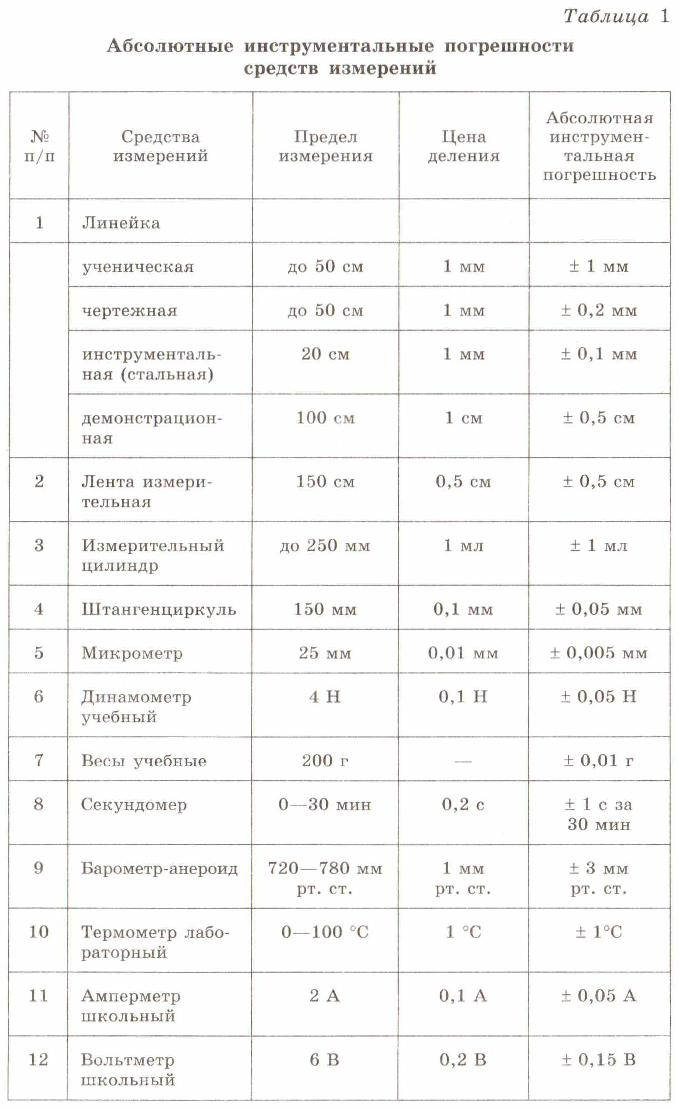 Таблица 1
Абсолютные инструментальные погрешности
средств измерений
№ п/п | Средства измерений | Предел измерения | Цена деления | Абсолютная инструмен-тальная погрешность
1 | Линейка
ученическая | до 50 см | 1 мм | ± 1 мм
чертежная | до 50 см | 1 мм | ± 0,2 мм
инструменталь-ная (стальная) | 20 см | 1 мм | ± 0,1 мм
демонстрацион-ная | 100 см | 1 см | ± 0,5 см
2 | Лента измери-тельная | 150 см | 0,5 см | ± 0,5 см
3 | Измерительный цилиндр | до 250 мм | 1 мл | ± 1 мл
4 | Штангенциркуль | 150 мм | 0,1 мм | ± 0,05 мм
5 | Микрометр | 25 мм | 0,01 мм | ± 0,005 мм
6 | Динамометр учебный | 4 Н | 0,1 Н | ± 0,05 Н
7 | Весы учебные | 200 г | — | ± 0,01 г
8 | Секундомер | 0—30 мин | 0,2 с | ± 1 с за 30 мин
9 | Барометр-анероид | 720—780 мм рт. ст. | 1 мм рт. ст. | ± 3 мм рт. ст.
10 | Термометр лабо-раторный | 0—100 °С | 1 °С | ± 1°С
11 | Амперметр школьный | 2 А | 0,1 А | ± 0,05 А
12 | Вольтметр школьный | 6 В | 0,2 В | ± 0,15 В